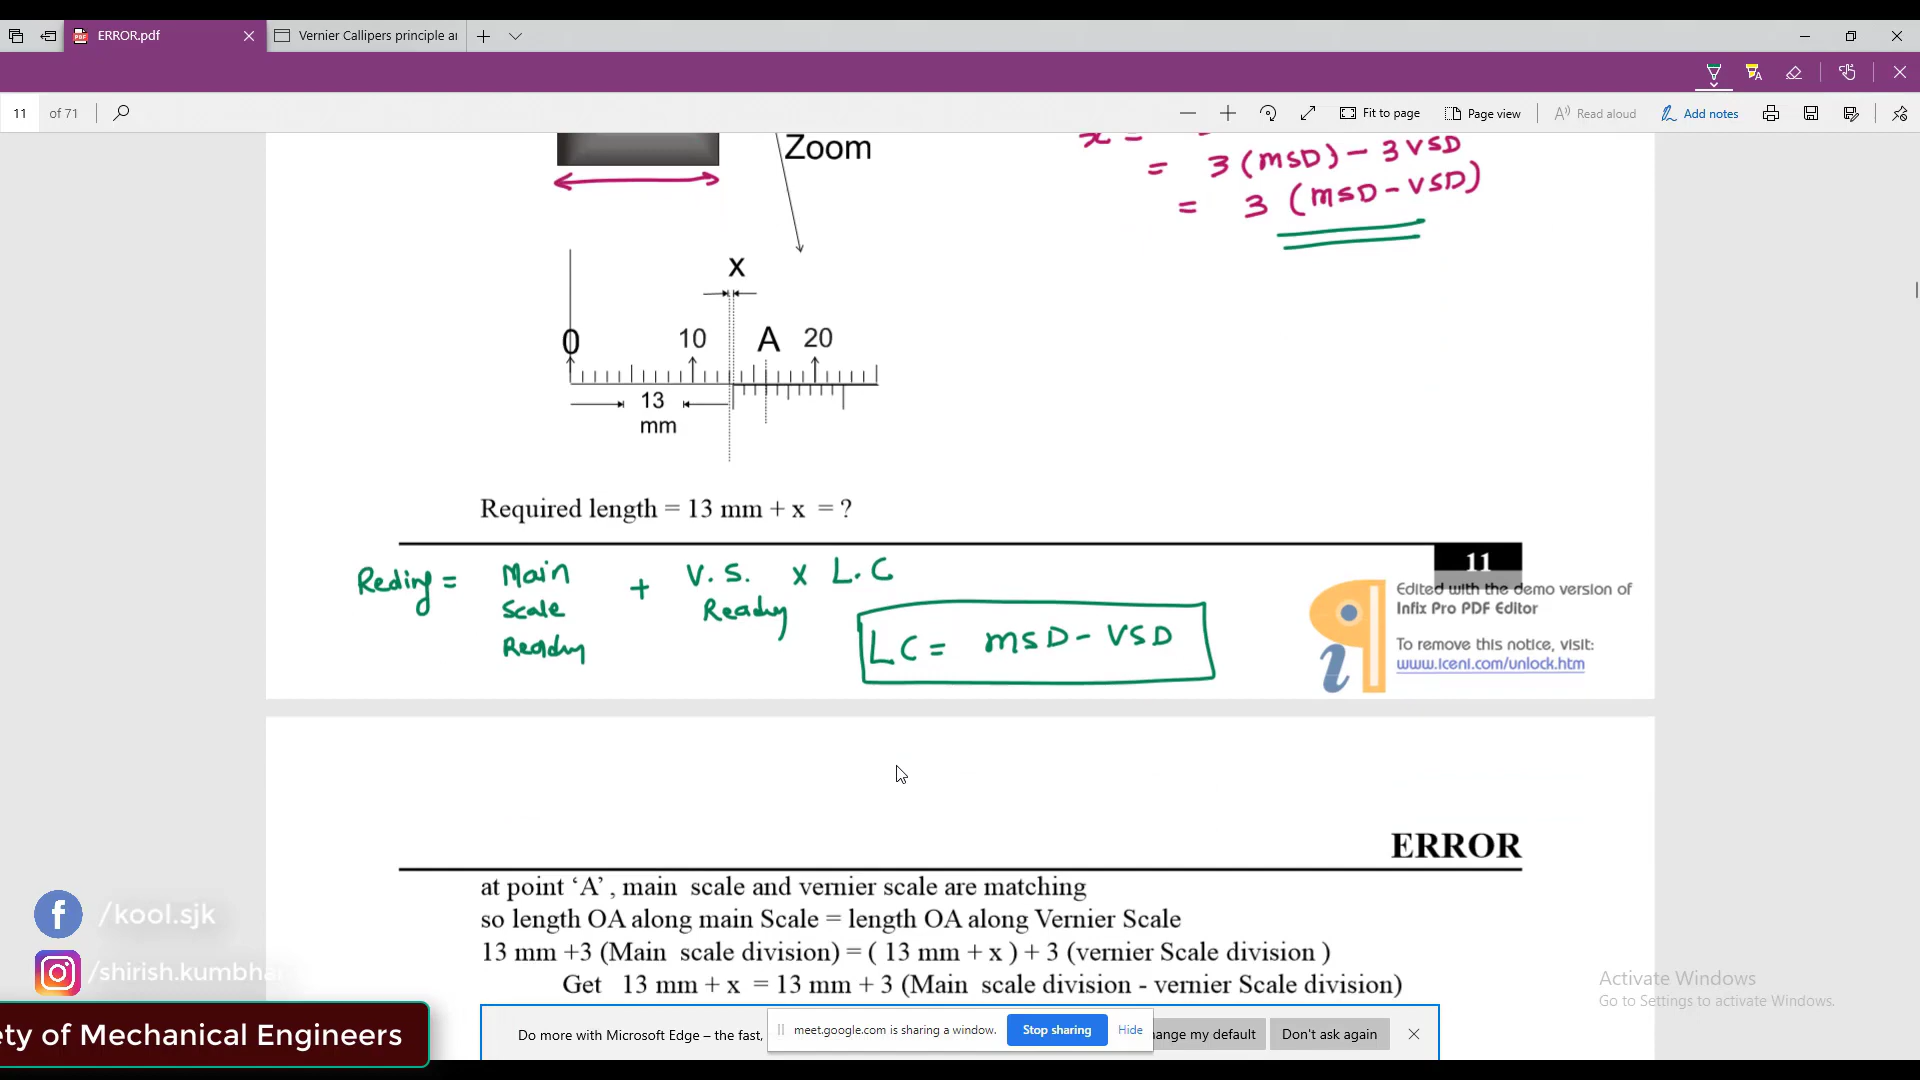 ERROR.pdf
Vernier Callipers principle ar
11 of 71
Fit to page
Page view
Read aloud
Add notes
Zoom
= 3 (MSD) - 3 VSD
= 3 (MSD - VSD)
x
0 10 A 20
13
mm
Required length = 13 mm + x = ?
11
Reding = Main Scale Ready + V.S. Ready x L.C
LC = MSD - VSD
Edited with the demo version of
Infix Pro PDF Editor
To remove this notice, visit:
www.iceni.com/unlock.htm
ERROR
at point ‘A’ , main scale and vernier scale are matching
so length OA along main Scale = length OA along Vernier Scale
13 mm +3 (Main scale division) = ( 13 mm + x ) + 3 (vernier Scale division )
Get 13 mm + x = 13 mm + 3 (Main scale division - vernier Scale division)
/kool.sjk
/shirish.kumbha
ety of Mechanical Engineers
Activate Windows
Go to Settings to activate Windows.
Do more with Microsoft Edge – the fast,
meet.google.com is sharing a window.
Stop sharing
Hide
hange my default
Don't ask again